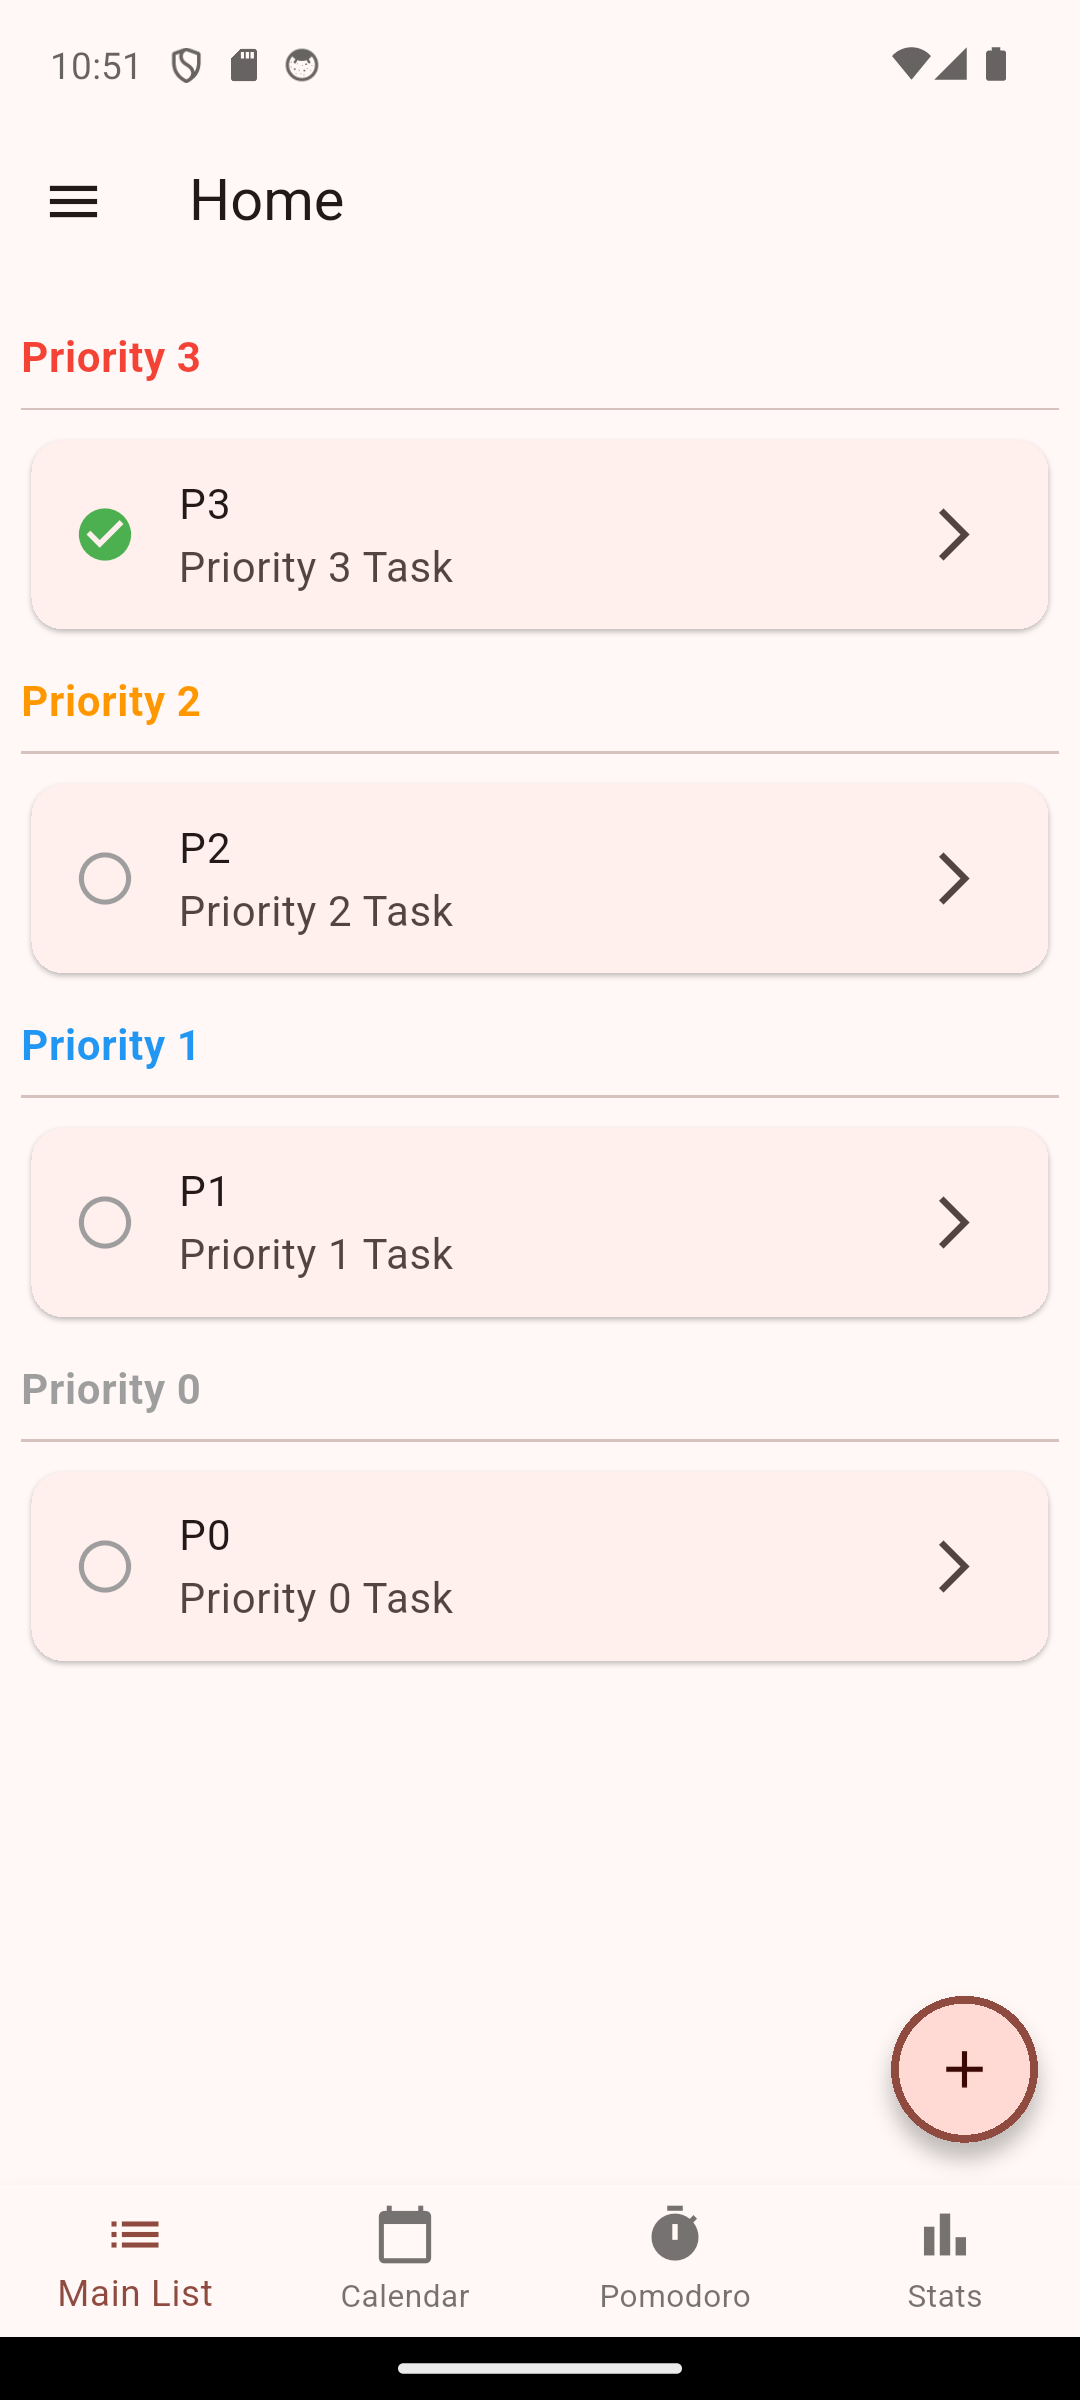 10:51
Home
Priority 3
P3
Priority 3 Task
Priority 2
P2
Priority 2 Task
Priority 1
P1
Priority 1 Task
Priority 0
P0
Priority 0 Task
Main List
Calendar
Pomodoro
Stats